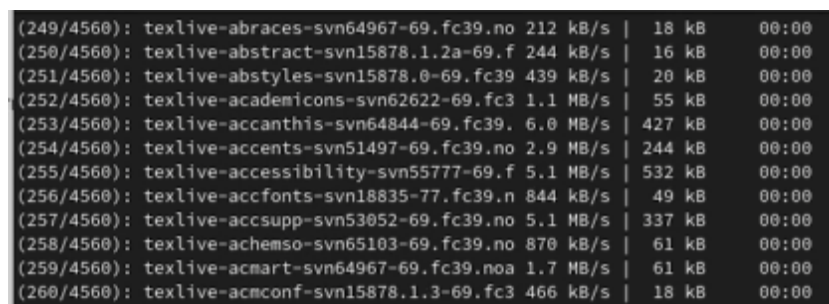 (249/4560): texlive-abraces-svn64967-69.fc39.no 212 kB/s |  18 kB     00:00
(250/4560): texlive-abstract-svn15878.1.2a-69.f 244 kB/s |  16 kB     00:00
(251/4560): texlive-abstyles-svn15878.0-69.fc39 439 kB/s |  20 kB     00:00
(252/4560): texlive-academicons-svn62622-69.fc3 1.1 MB/s |  55 kB     00:00
(253/4560): texlive-accanthis-svn64844-69.fc39. 6.0 MB/s | 427 kB     00:00
(254/4560): texlive-accents-svn51497-69.fc39.no 2.9 MB/s | 244 kB     00:00
(255/4560): texlive-accessibility-svn55777-69.f 5.1 MB/s | 532 kB     00:00
(256/4560): texlive-accfonts-svn18835-77.fc39.n 844 kB/s |  49 kB     00:00
(257/4560): texlive-accsupp-svn53052-69.fc39.no 5.1 MB/s | 337 kB     00:00
(258/4560): texlive-achemso-svn65103-69.fc39.no 870 kB/s |  61 kB     00:00
(259/4560): texlive-acmart-svn64967-69.fc39.noa 1.7 MB/s |  61 kB     00:00
(260/4560): texlive-acmconf-svn15878.1.3-69.fc3 466 kB/s |  18 kB     00:00